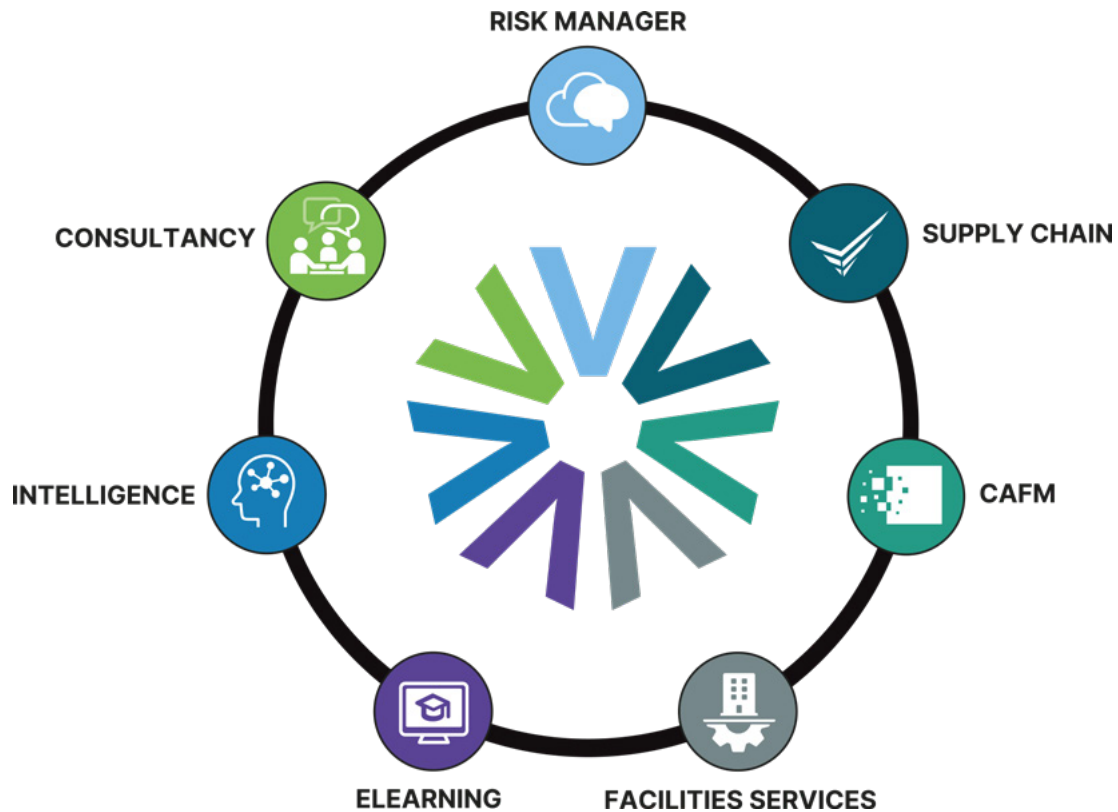 RISK MANAGER
SUPPLY CHAIN
CAFM
FACILITIES SERVICES
ELEARNING
INTELLIGENCE
CONSULTANCY